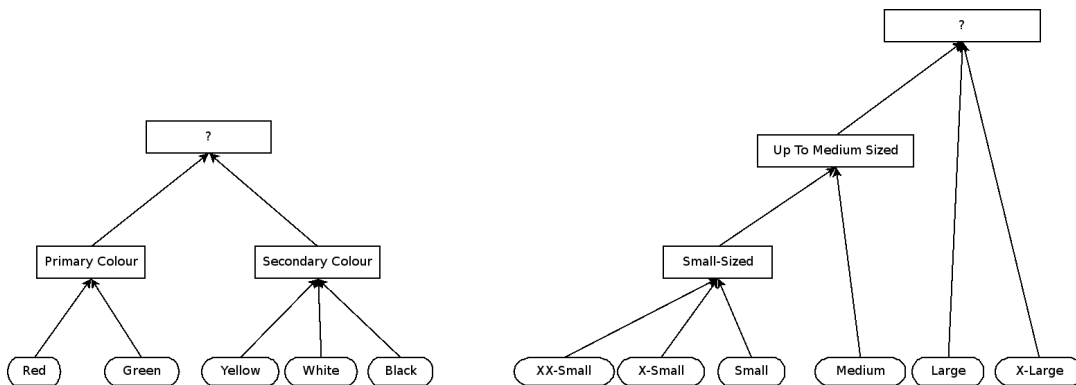 ?
Primary Colour
Secondary Colour
Red
Green
Yellow
White
Black
?
Up To Medium Sized
Small-Sized
XX-Small
X-Small
Small
Medium
Large
X-Large